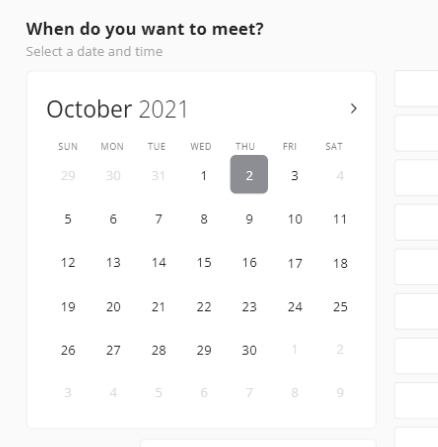 When do you want to meet?
Select a date and time
October 2021 >
SUN MON TUE WED THU FRI SAT
29 30 31 1 2 3 4
5 6 7 8 9 10 11
12 13 14 15 16 17 18
19 20 21 22 23 24 25
26 27 28 29 30 1 2
3 4 5 6 7 8 9